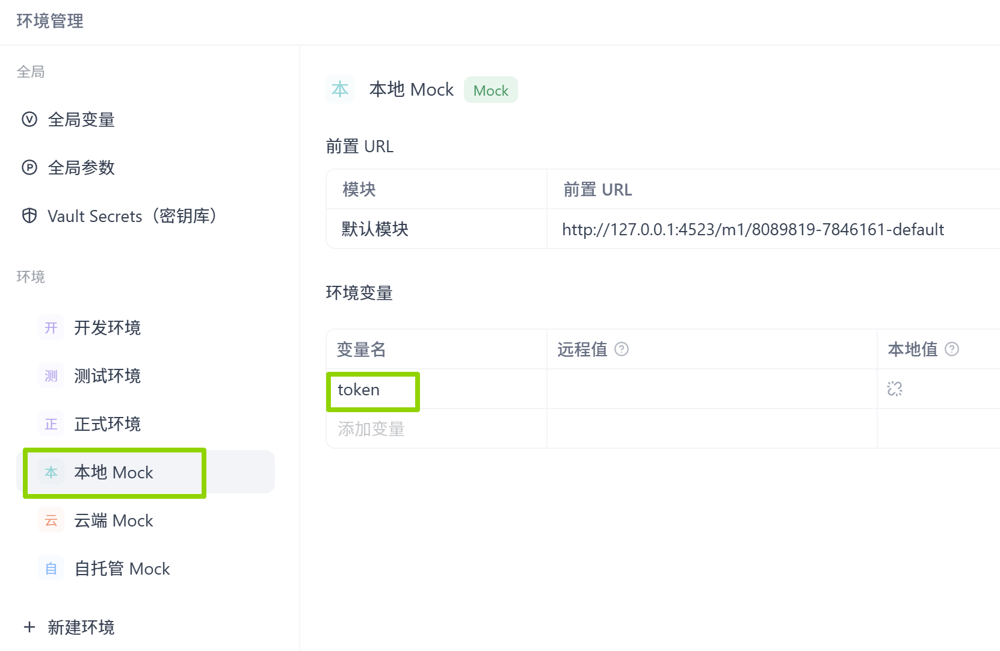 环境管理
全局
全局变量
全局参数
Vault Secrets（密钥库）
环境
开 开发环境
测 测试环境
正 正式环境
本 本地 Mock
云 云端 Mock
自 自托管 Mock
+ 新建环境
本 本地 Mock Mock
前置 URL
模块 前置 URL
默认模块 http://127.0.0.1:4523/m1/8089819-7846161-default
环境变量
变量名 远程值 本地值
token
添加变量